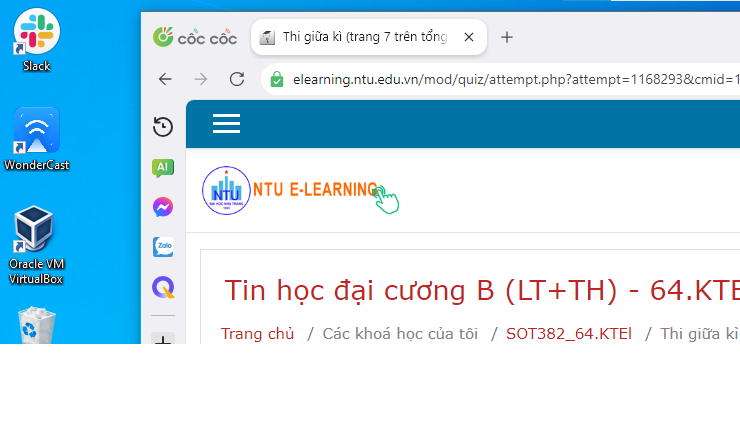 Slack
WonderCast
Oracle VM
VirtualBox
cốc cốc
Thi giữa kì (trang 7 trên tổng
elearning.ntu.edu.vn/mod/quiz/attempt.php?attempt=1168293&cmid=1
AI
Zalo
NTU
NTU E-LEARNING
Tin học đại cương B (LT+TH) - 64.KTE
Trang chủ / Các khoá học của tôi / SOT382_64.KTEl / Thi giữa kì